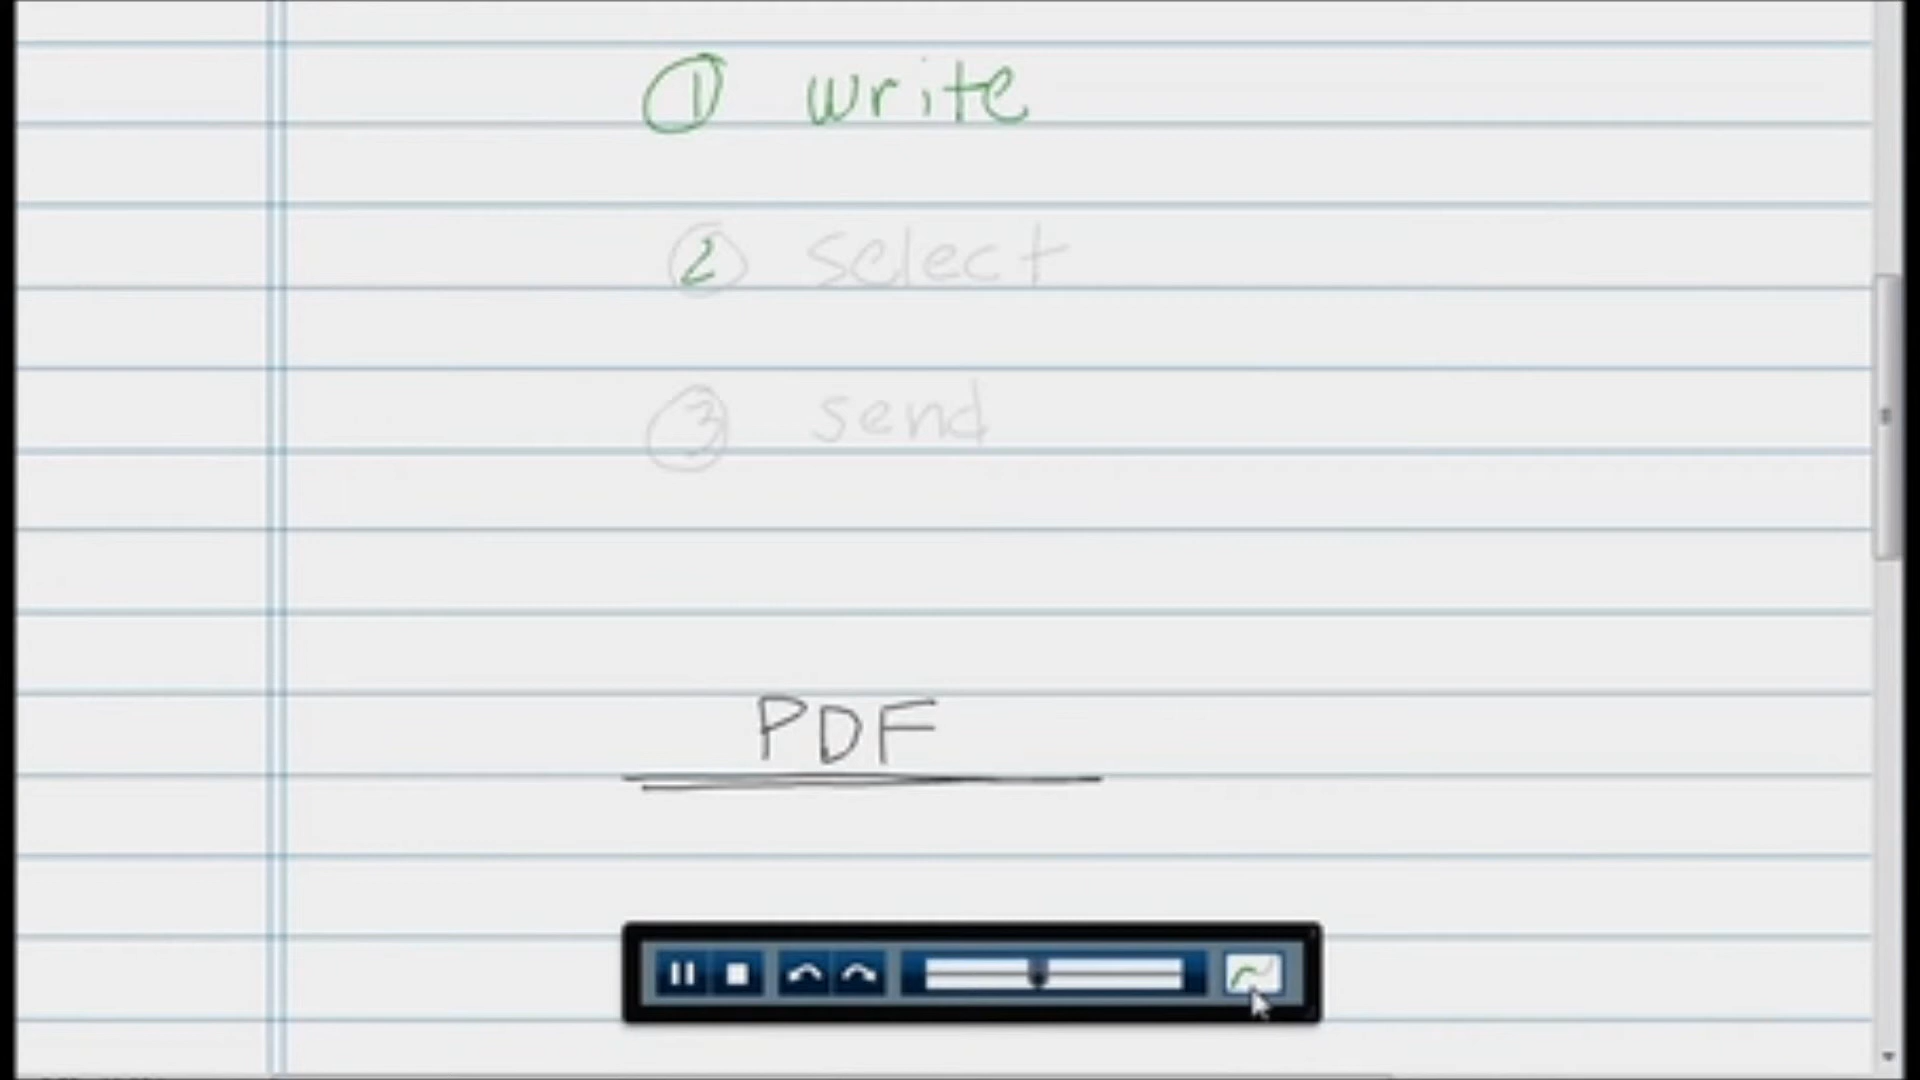 ① write
② select
③ send
PDF